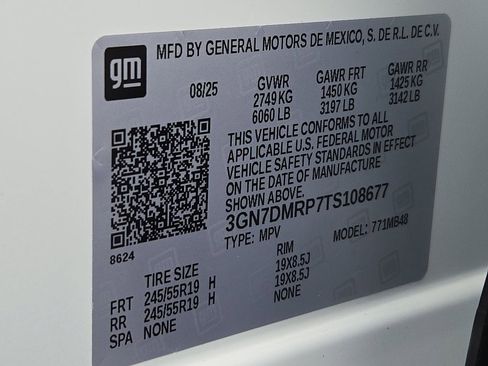 gm
MFD BY GENERAL MOTORS DE MEXICO, S. DE R.L. DE C.V.
08/25 GVWR GAWR FRT GAWR RR
2749 KG 1450 KG 1425 KG
6060 LB 3197 LB 3142 LB
THIS VEHICLE CONFORMS TO ALL
APPLICABLE U.S. FEDERAL MOTOR
VEHICLE SAFETY STANDARDS IN EFFECT
ON THE DATE OF MANUFACTURE
SHOWN ABOVE.
3GN7DMRP7TS108677
TYPE: MPV MODEL: 771MB48
8624
TIRE SIZE RIM
FRT 245/55R19 H 19X8.5J
RR 245/55R19 H 19X8.5J
SPA NONE NONE